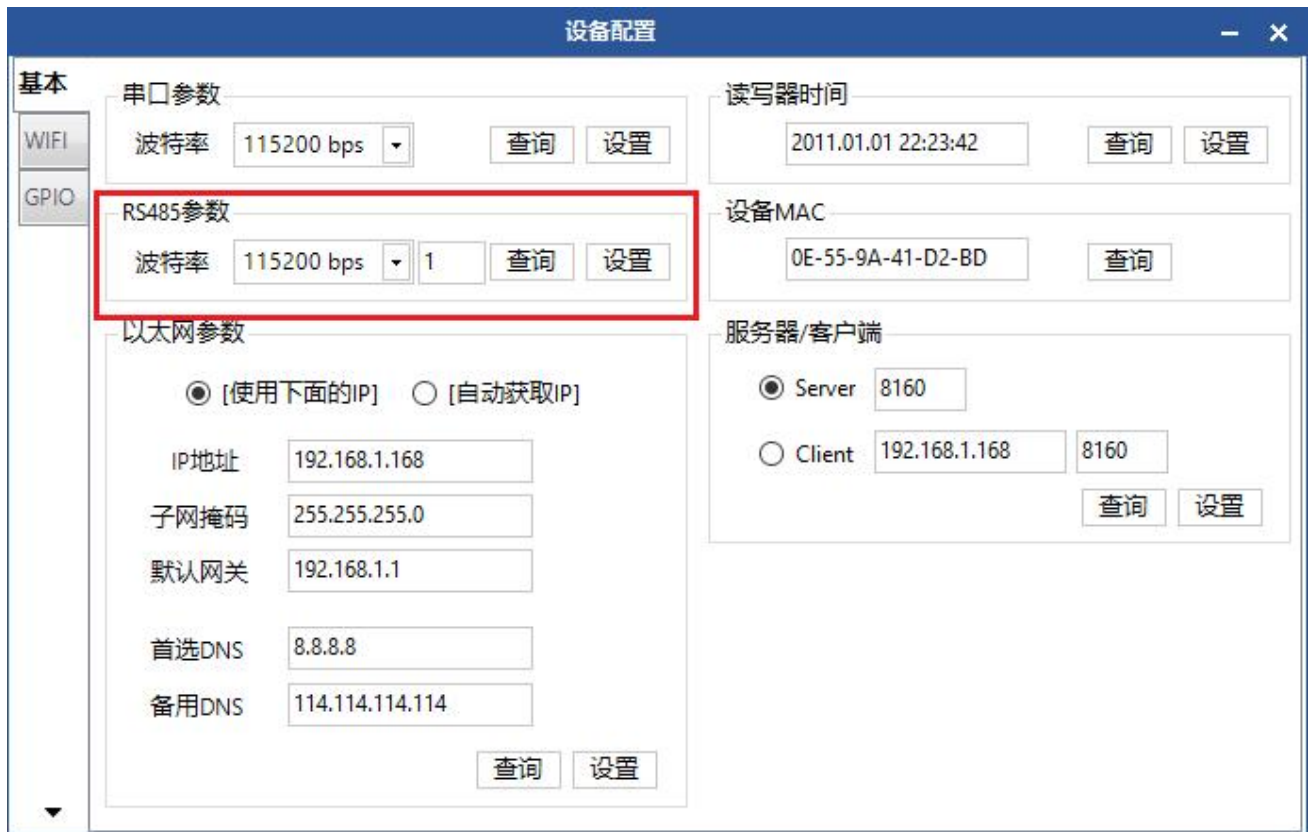 设备配置
基本
WIFI
GPIO
串口参数
波特率 115200 bps 查询 设置
RS485参数
波特率 115200 bps 1 查询 设置
以太网参数
[使用下面的IP] [自动获取IP]
IP地址 192.168.1.168
子网掩码 255.255.255.0
默认网关 192.168.1.1
首选DNS 8.8.8.8
备用DNS 114.114.114.114
查询 设置
读写器时间
2011.01.01 22:23:42 查询 设置
设备MAC
0E-55-9A-41-D2-BD 查询
服务器/客户端
Server 8160
Client 192.168.1.168 8160
查询 设置